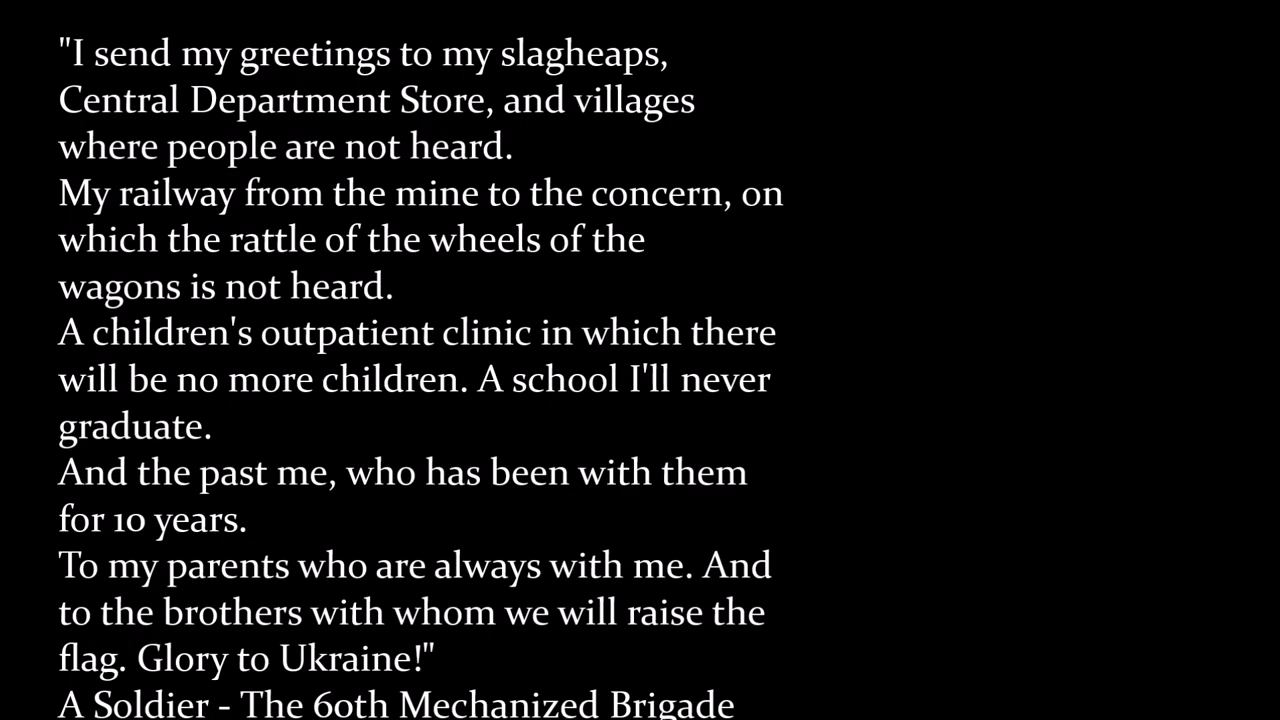 "I send my greetings to my slagheaps,
Central Department Store, and villages
where people are not heard.
My railway from the mine to the concern, on
which the rattle of the wheels of the
wagons is not heard.
A children's outpatient clinic in which there
will be no more children. A school I'll never
graduate.
And the past me, who has been with them
for 10 years.
To my parents who are always with me. And
to the brothers with whom we will raise the
flag. Glory to Ukraine!"
A Soldier - The 60th Mechanized Brigade